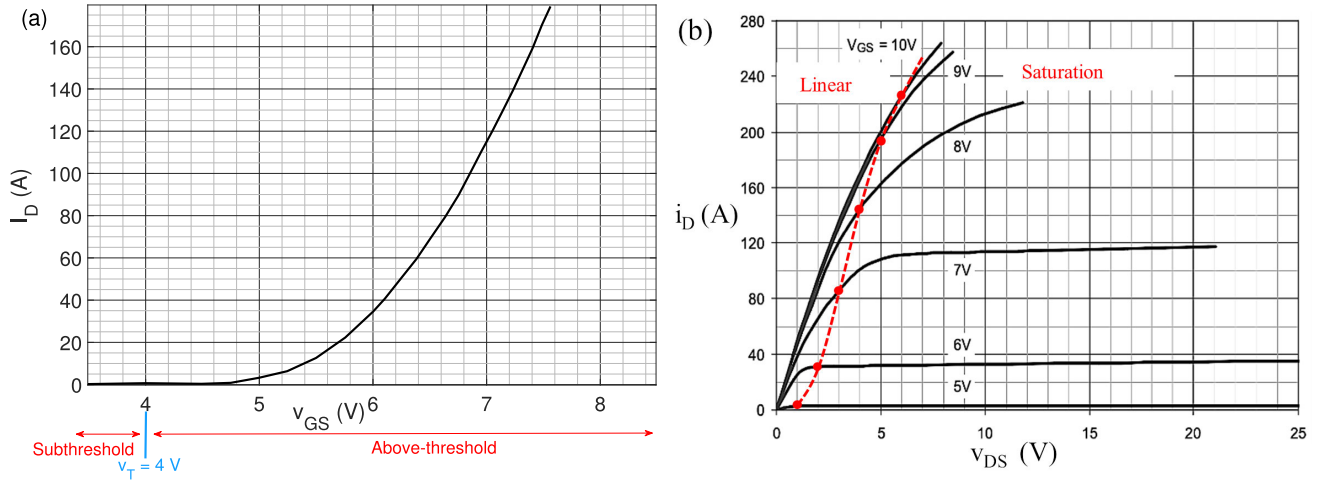 (a)
160
140
120
100
80
60
40
20
0
I_D (A)
4
5
6
7
8
v_GS (V)
Subthreshold
Above-threshold
v_T = 4 V
(b)
280
240
200
160
120
80
40
0
i_D (A)
V_GS = 10V
9V
8V
7V
6V
5V
Linear
Saturation
0
5
10
15
20
25
v_DS (V)